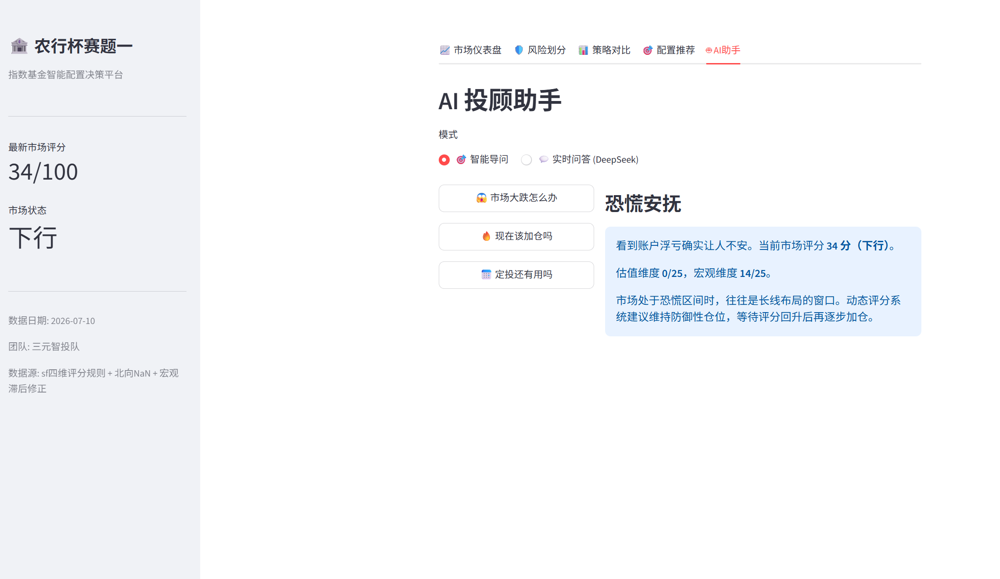 农行杯赛题一
指数基金智能配置决策平台
最新市场评分
34/100
市场状态
下行
数据日期: 2026-07-10
团队: 三元智投队
数据源: sf四维评分规则 + 北向NaN + 宏观
滞后修正
市场仪表盘 风险划分 策略对比 配置推荐 AI助手
AI 投顾助手
模式
智能导问 实时问答 (DeepSeek)
市场大跌怎么办
现在该加仓吗
定投还有用吗
恐慌安抚
看到账户浮亏确实让人不安。当前市场评分 34 分（下行）。
估值维度 0/25，宏观维度 14/25。
市场处于恐慌区间时，往往是长线布局的窗口。动态评分系
统建议维持防御性仓位，等待评分回升后再逐步加仓。